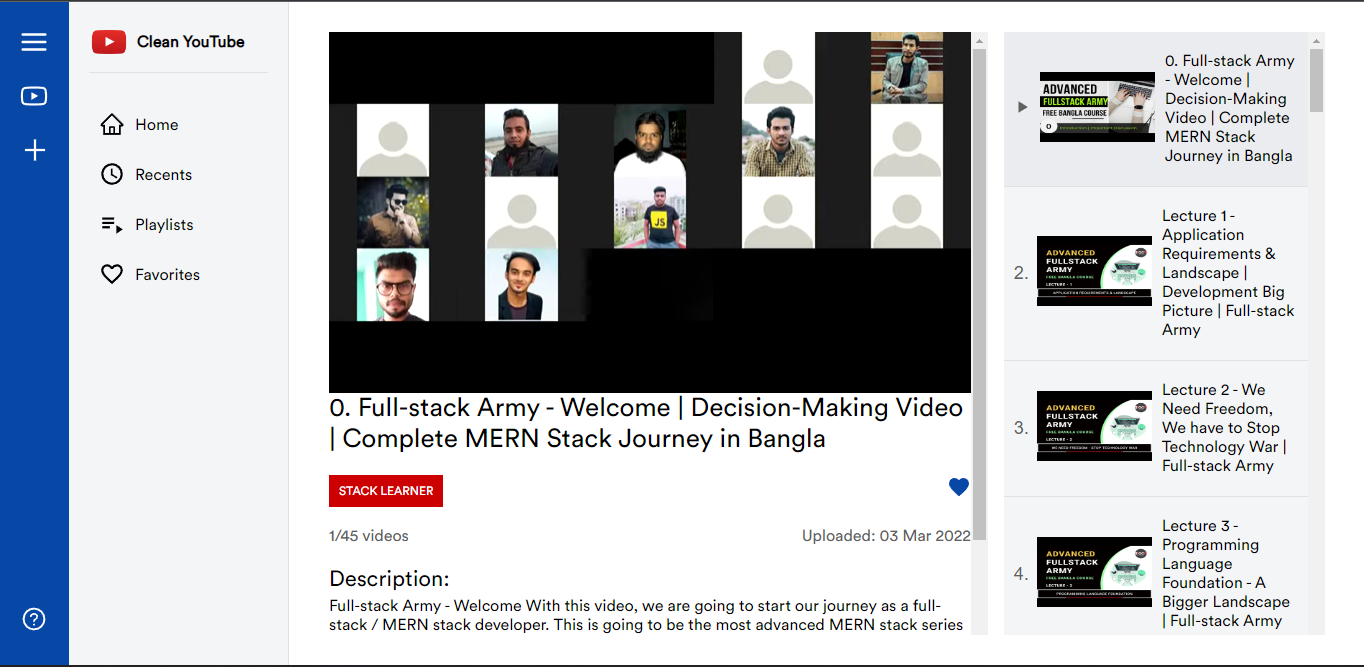 Clean YouTube
Home
Recents
Playlists
Favorites
JS
0. Full-stack Army - Welcome | Decision-Making Video
| Complete MERN Stack Journey in Bangla
STACK LEARNER
1/45 videos
Uploaded: 03 Mar 2022
Description:
Full-stack Army - Welcome With this video, we are going to start our journey as a full-
stack / MERN stack developer. This is going to be the most advanced MERN stack series
ADVANCED
FULLSTACK ARMY
FREE BANGLA COURSE
0
0. Full-stack Army
- Welcome |
Decision-Making
Video | Complete
MERN Stack
Journey in Bangla
2.
ADVANCED
FULLSTACK
ARMY
FREE BANGLA COURSE
LECTURE - 1
APPLICATION REQUIREMENTS & LANDSCAPE
Lecture 1 -
Application
Requirements &
Landscape |
Development Big
Picture | Full-stack
Army
3.
ADVANCED
FULLSTACK
ARMY
FREE BANGLA COURSE
LECTURE - 2
WE NEED FREEDOM - STOP TECHNOLOGY WAR
Lecture 2 - We
Need Freedom,
We have to Stop
Technology War |
Full-stack Army
4.
ADVANCED
FULLSTACK
ARMY
FREE BANGLA COURSE
LECTURE - 3
PROGRAMMING LANGUAGE FOUNDATION
Lecture 3 -
Programming
Language
Foundation - A
Bigger Landscape
| Full-stack Army